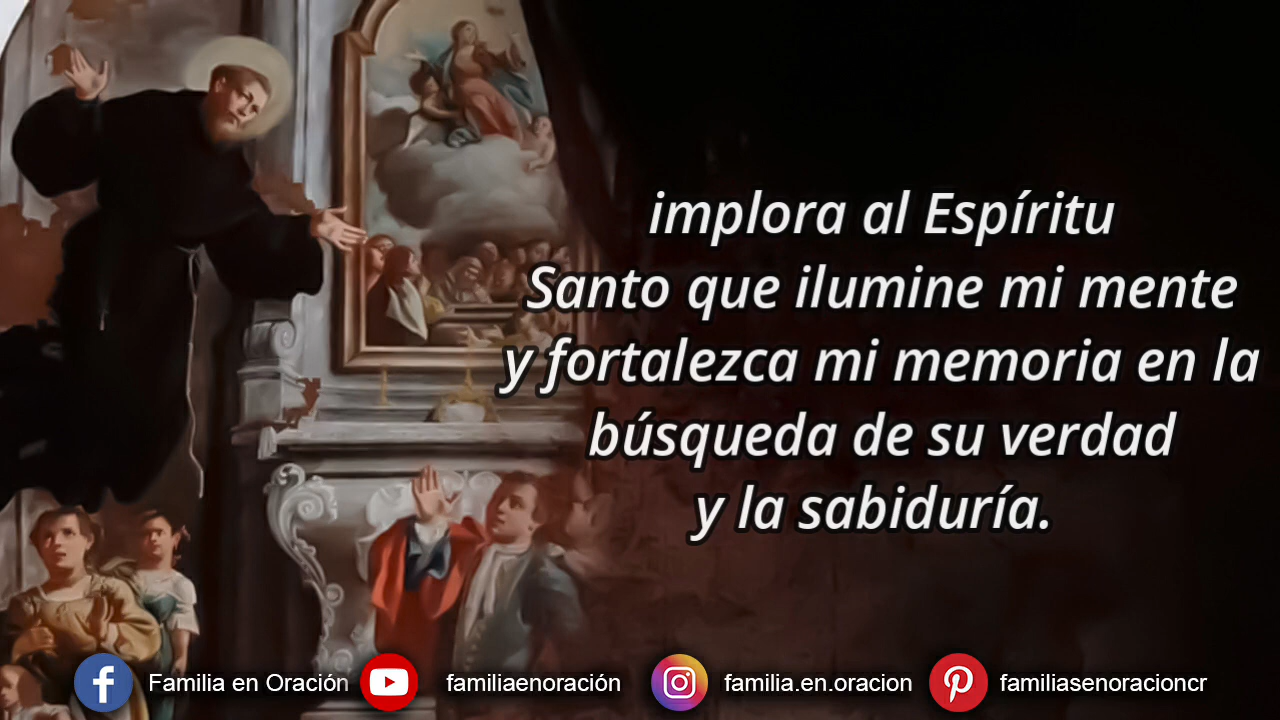 implora al Espíritu
Santo que ilumine mi mente
y fortalezca mi memoria en la
búsqueda de su verdad
y la sabiduría.
Familia en Oración
familiaenoración
familia.en.oracion
familiasenoracioncr